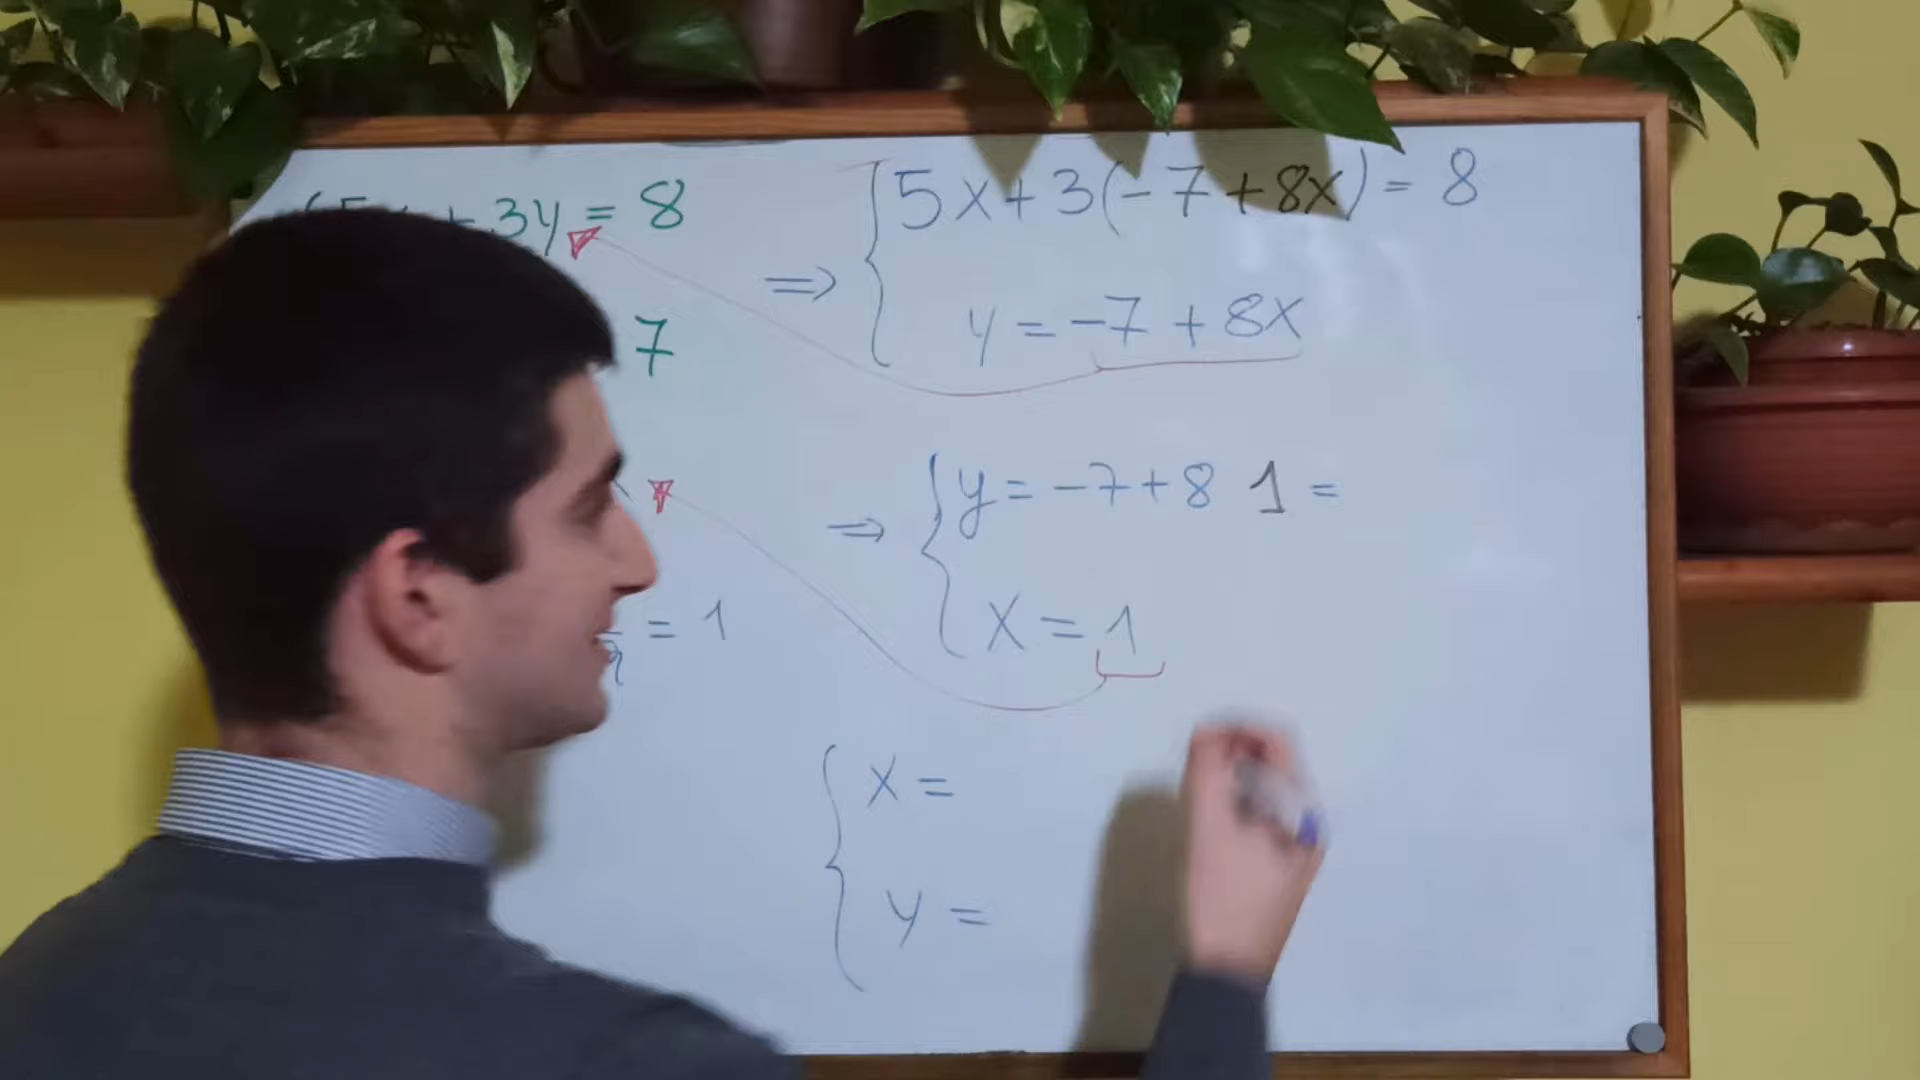 + 3y = 8
7
= 1
⇒ { 5x + 3(-7 + 8x) = 8
y = -7 + 8x
⇒ { y = -7 + 8 1 =
x = 1
{ x =
y =